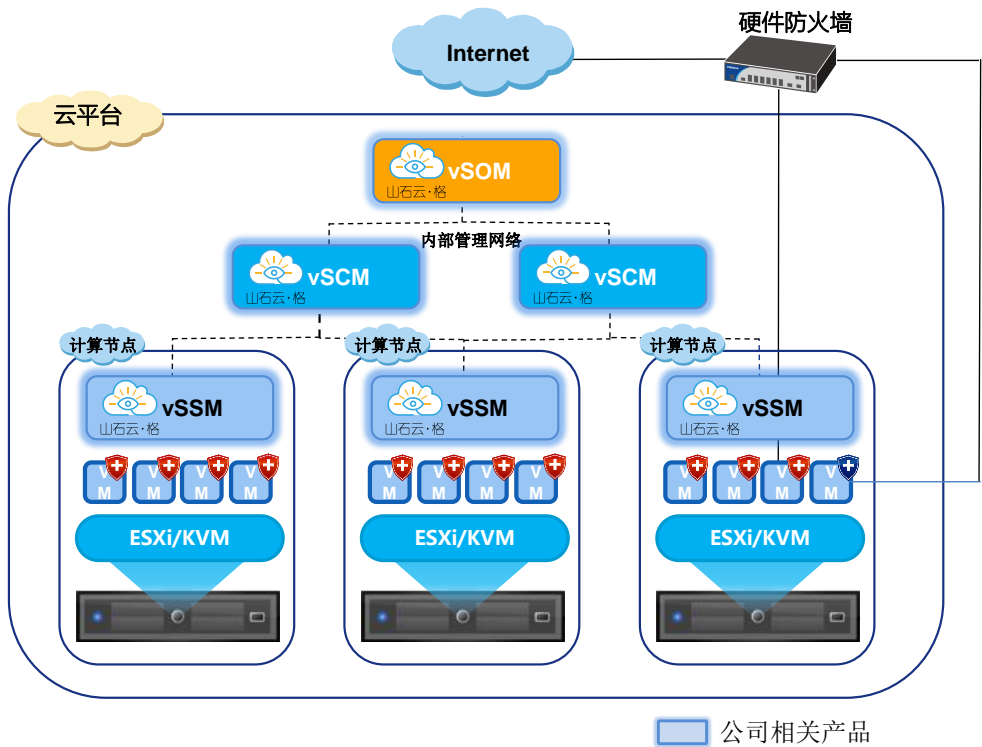 硬件防火墙
Internet
云平台
vSOM
山石云·格
内部管理网络
vSCM
山石云·格
vSCM
山石云·格
计算节点
计算节点
计算节点
vSSM
山石云·格
vSSM
山石云·格
vSSM
山石云·格
VM
VM
VM
VM
VM
VM
VM
VM
VM
VM
VM
VM
ESXi/KVM
ESXi/KVM
ESXi/KVM
公司相关产品